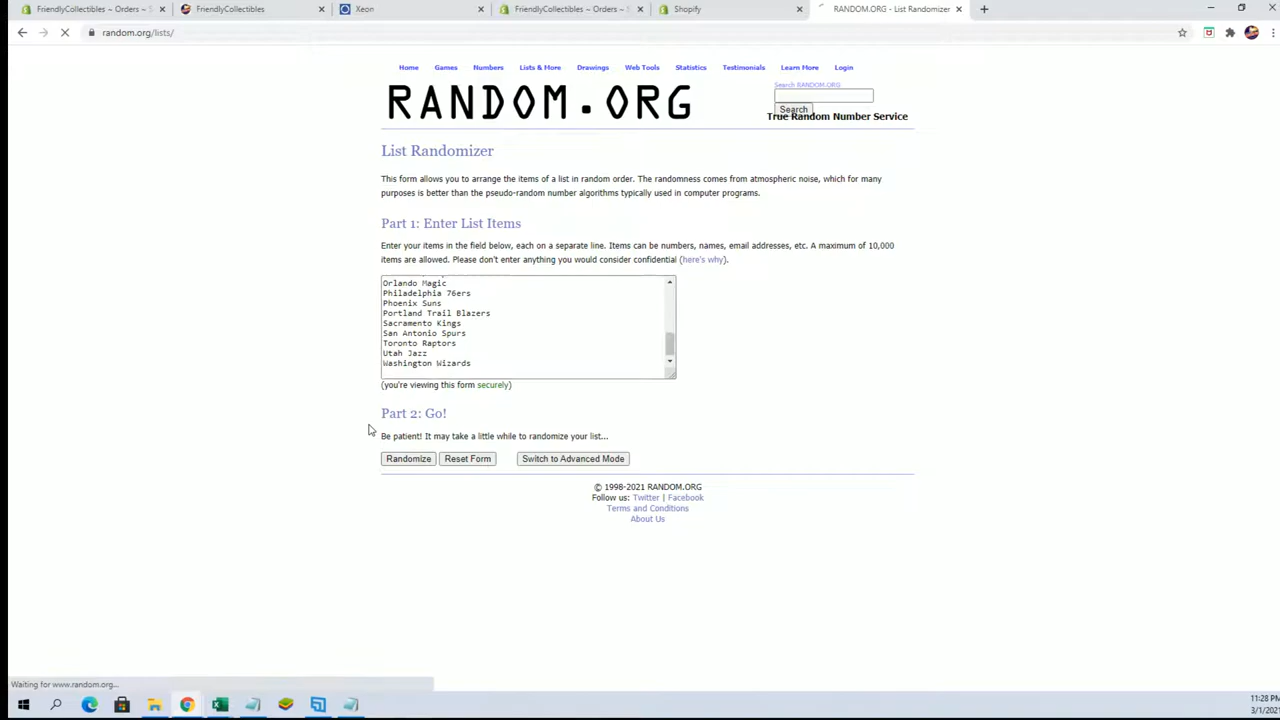 FriendlyCollectibles ~ Orders ~ S
FriendlyCollectibles
Xeon
FriendlyCollectibles ~ Orders ~ S
Shopify
RANDOM.ORG - List Randomizer
random.org/lists/
Home Games Numbers Lists & More Drawings Web Tools Statistics Testimonials Learn More Login
RANDOM.ORG
Search RANDOM.ORG
Search
True Random Number Service
List Randomizer
This form allows you to arrange the items of a list in random order. The randomness comes from atmospheric noise, which for many
purposes is better than the pseudo-random number algorithms typically used in computer programs.
Part 1: Enter List Items
Enter your items in the field below, each on a separate line. Items can be numbers, names, email addresses, etc. A maximum of 10,000
items are allowed. Please don't enter anything you would consider confidential (here's why).
Orlando Magic
Philadelphia 76ers
Phoenix Suns
Portland Trail Blazers
Sacramento Kings
San Antonio Spurs
Toronto Raptors
Utah Jazz
Washington Wizards
(you're viewing this form securely)
Part 2: Go!
Be patient! It may take a little while to randomize your list...
Randomize Reset Form Switch to Advanced Mode
© 1998-2021 RANDOM.ORG
Follow us: Twitter | Facebook
Terms and Conditions
About Us
Waiting for www.random.org...
11:28 PM
3/1/2021